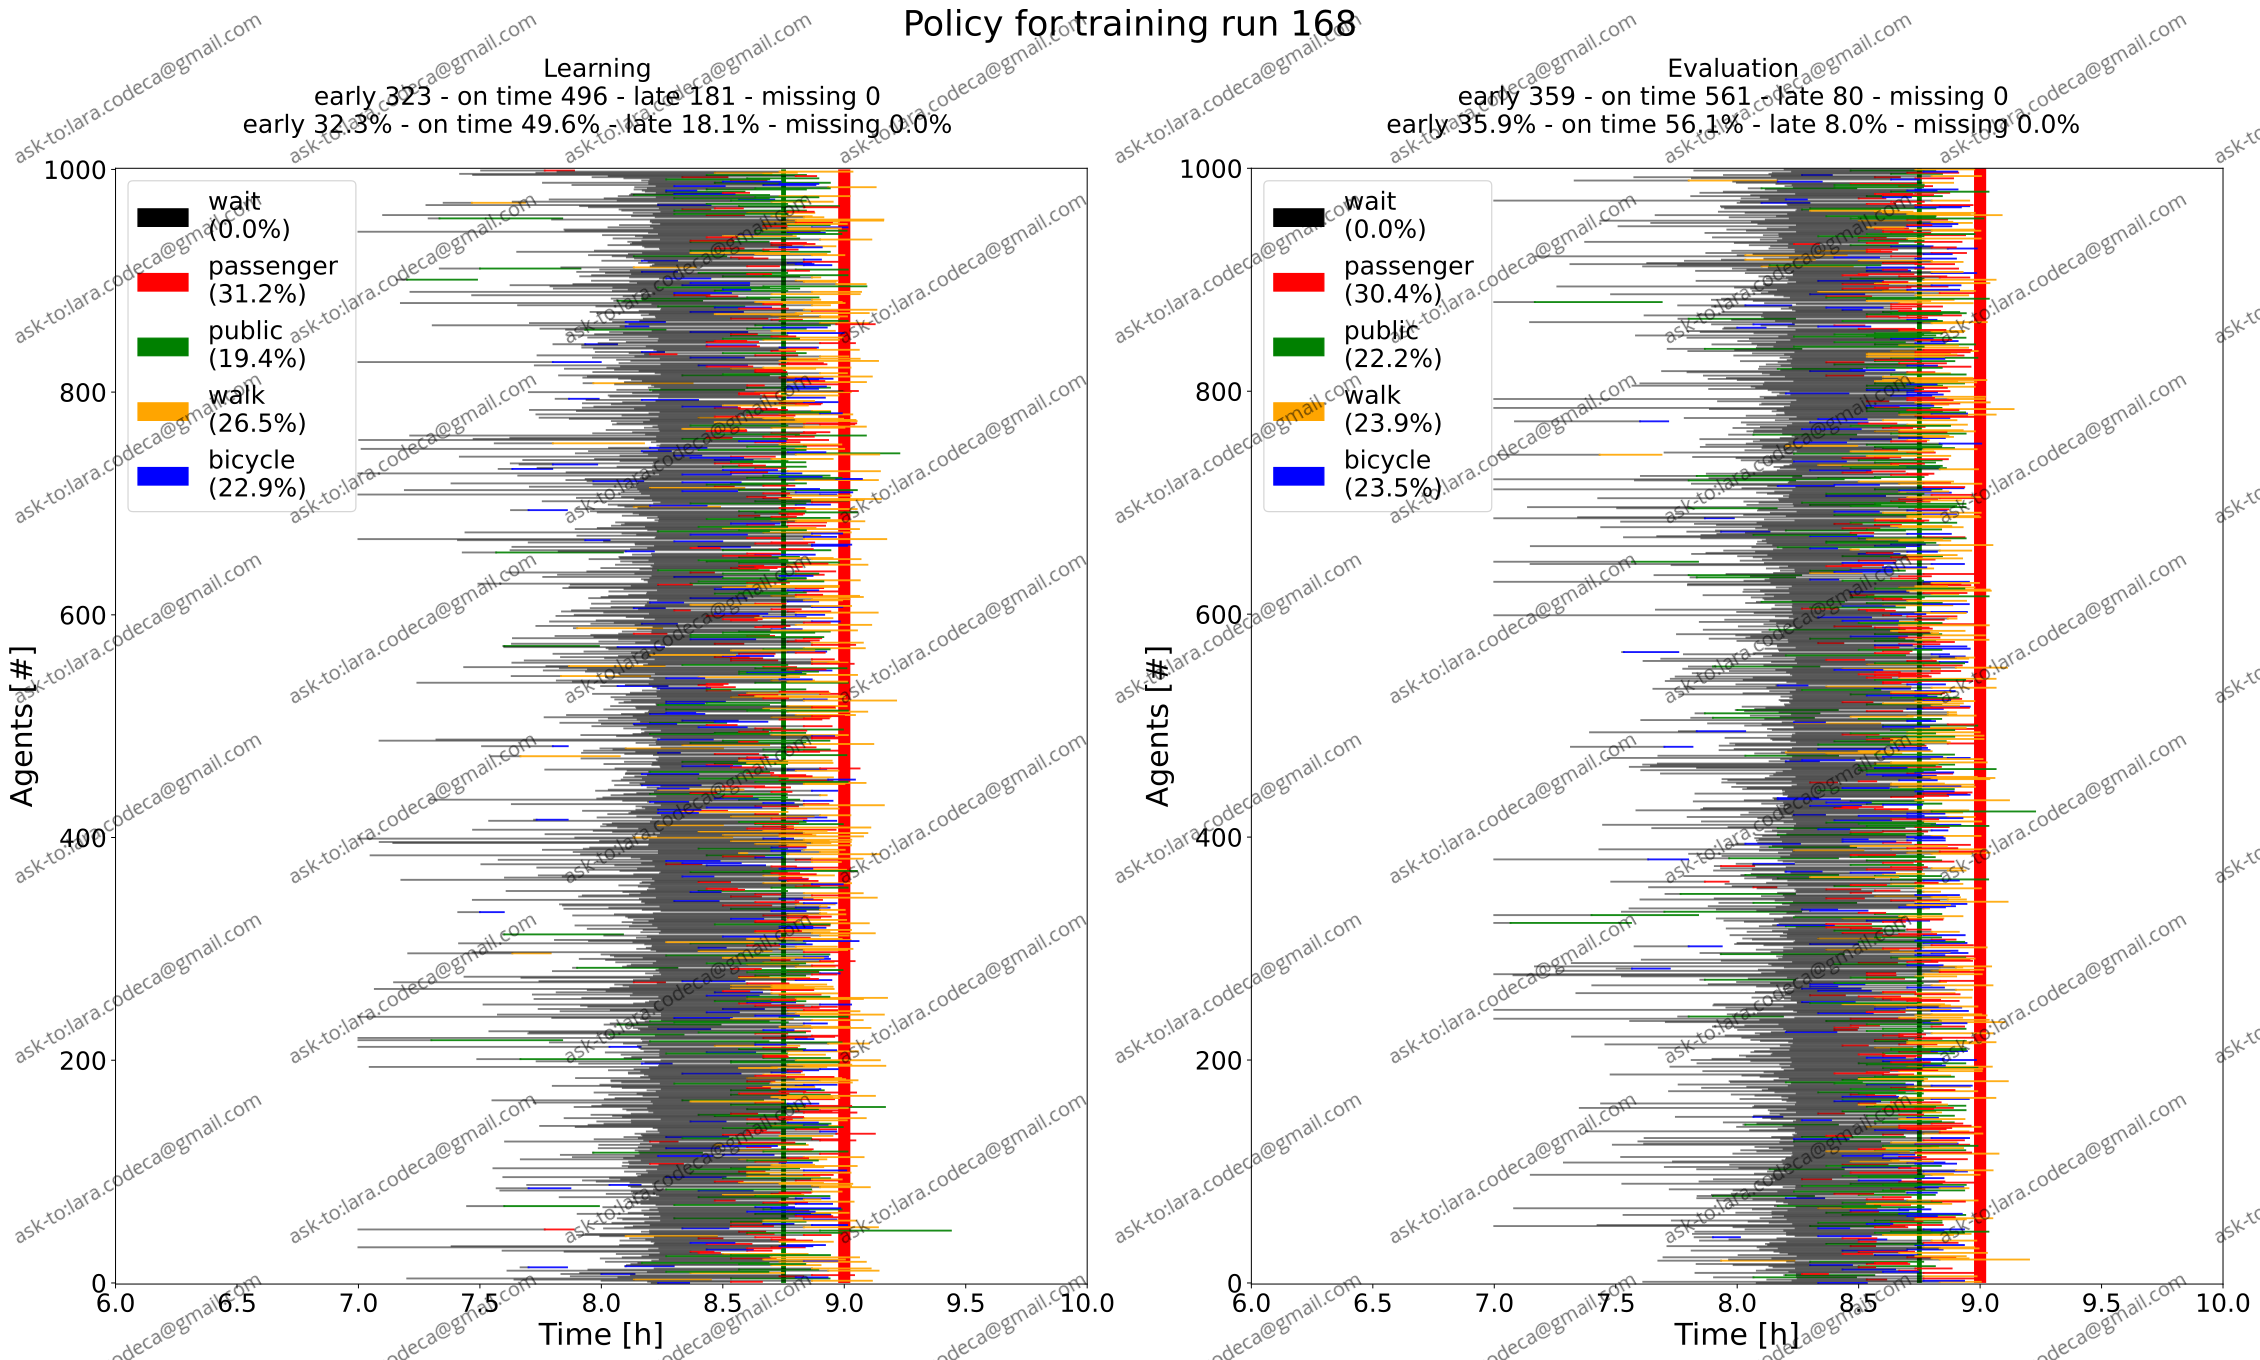 Policy for training run 168
Learning
early 323 - on time 496 - late 181 - missing 0
early 32.3% - on time 49.6% - late 18.1% - missing 0.0%
1000
800
600
400
200
0
Agents [#]
wait
(0.0%)
passenger
(31.2%)
public
(19.4%)
walk
(26.5%)
bicycle
(22.9%)
6.0 6.5 7.0 7.5 8.0 8.5 9.0 9.5 10.0
Time [h]
Evaluation
early 359 - on time 561 - late 80 - missing 0
early 35.9% - on time 56.1% - late 8.0% - missing 0.0%
1000
800
600
400
200
0
Agents [#]
wait
(0.0%)
passenger
(30.4%)
public
(22.2%)
walk
(23.9%)
bicycle
(23.5%)
6.0 6.5 7.0 7.5 8.0 8.5 9.0 9.5 10.0
Time [h]
ask-to:lara.codeca@gmail.com